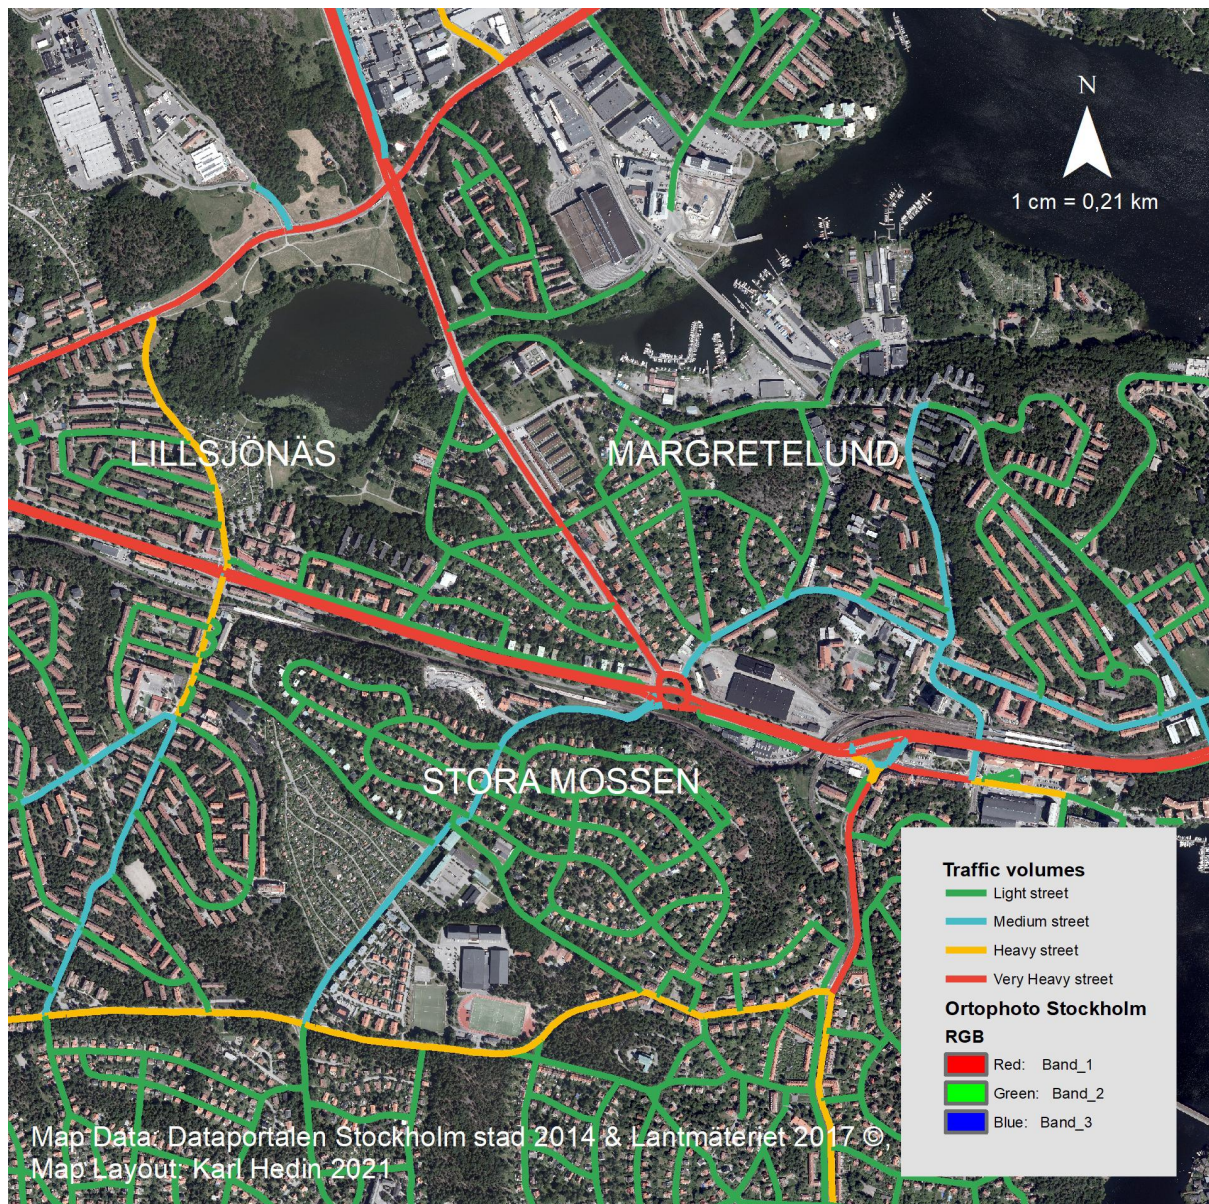 N
1 cm = 0,21 km
LILLSJÖNÄS
MARGRETELUND
STORA MOSSEN
Traffic volumes
Light street
Medium street
Heavy street
Very Heavy street
Ortophoto Stockholm
RGB
Red: Band_1
Green: Band_2
Blue: Band_3
Map Data: Dataportalen Stockholm stad 2014 & Lantmäteriet 2017 ©,
Map Layout: Karl Hedin 2021